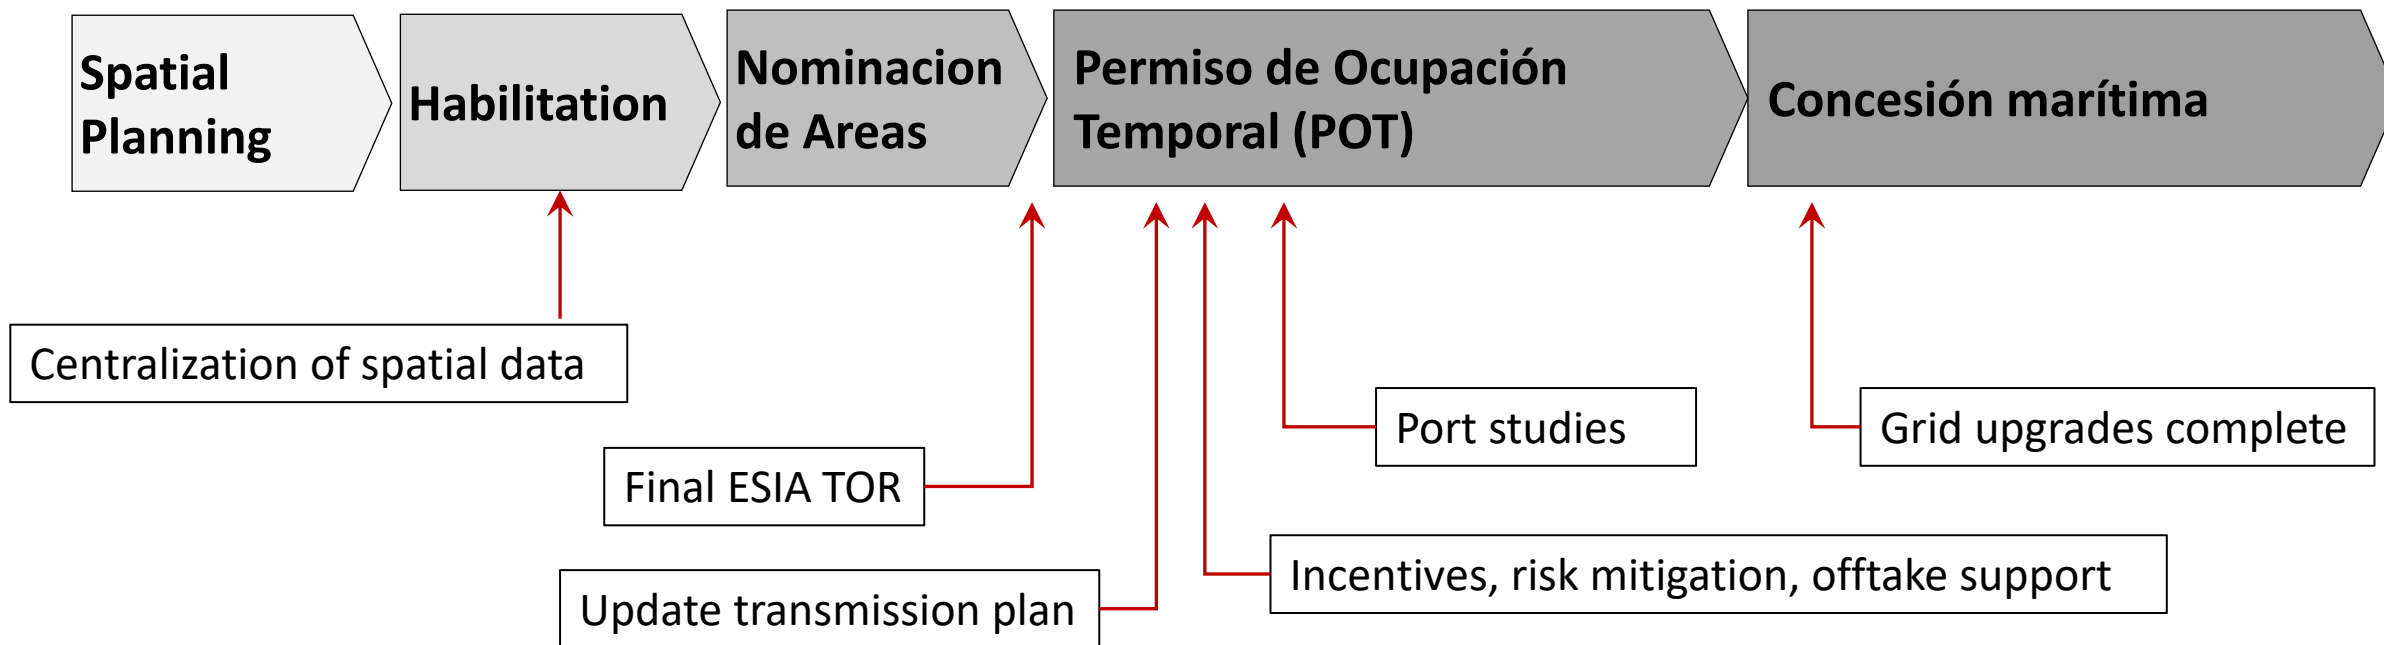 Spatial
Planning
Habilitation
Nominacion
de Areas
Permiso de Ocupación
Temporal (POT)
Concesión marítima
Centralization of spatial data
Port studies
Grid upgrades complete
Final ESIA TOR
Incentives, risk mitigation, offtake support
Update transmission plan